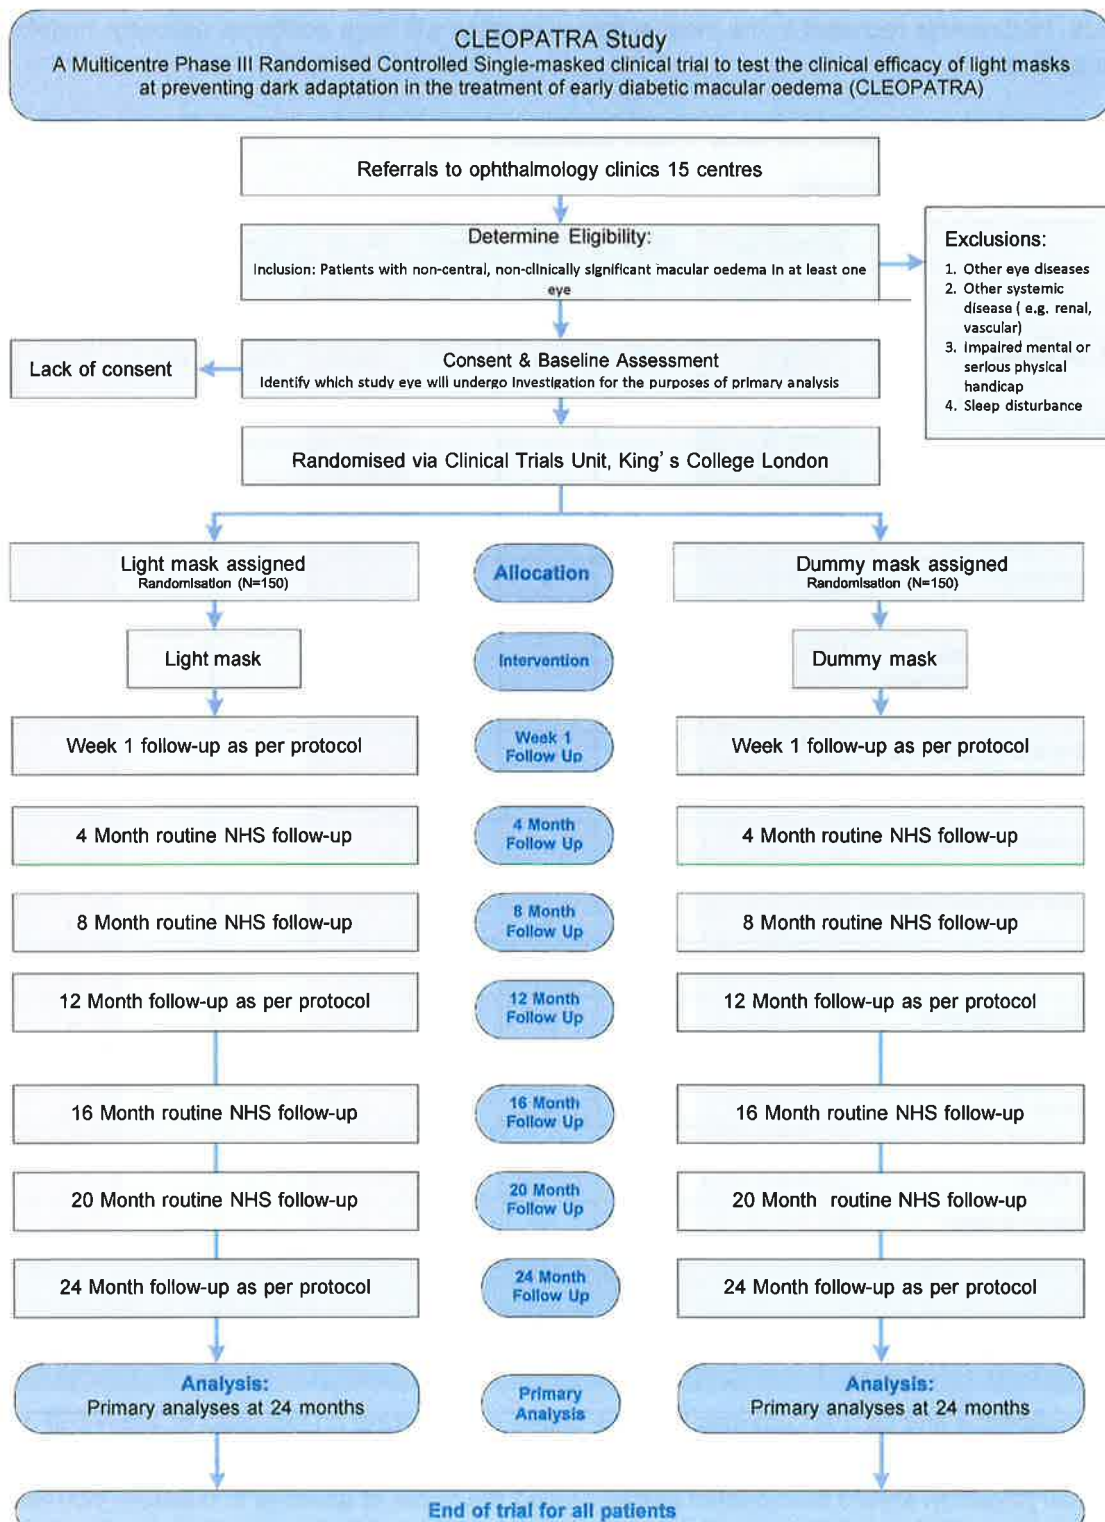 CLEOPATRA Study
A Multicentre Phase III Randomised Controlled Single-masked clinical trial to test the clinical efficacy of light masks
at preventing dark adaptation in the treatment of early diabetic macular oedema (CLEOPATRA)
Referrals to ophthalmology clinics 15 centres
Determine Eligibility:
Inclusion: Patients with non-central, non-clinically significant macular oedema in at least one
eye
Exclusions:
1. Other eye diseases
2. Other systemic
disease ( e.g. renal,
vascular)
3. Impaired mental or
serious physical
handicap
4. Sleep disturbance
Lack of consent
Consent & Baseline Assessment
Identify which study eye will undergo investigation for the purposes of primary analysis
Randomised via Clinical Trials Unit, King's College London
Light mask assigned
Randomisation (N=150)
Allocation
Dummy mask assigned
Randomisation (N=150)
Light mask
Intervention
Dummy mask
Week 1 follow-up as per protocol
Week 1
Follow Up
Week 1 follow-up as per protocol
4 Month routine NHS follow-up
4 Month
Follow Up
4 Month routine NHS follow-up
8 Month routine NHS follow-up
8 Month
Follow Up
8 Month routine NHS follow-up
12 Month follow-up as per protocol
12 Month
Follow Up
12 Month follow-up as per protocol
16 Month routine NHS follow-up
16 Month
Follow Up
16 Month routine NHS follow-up
20 Month routine NHS follow-up
20 Month
Follow Up
20 Month routine NHS follow-up
24 Month follow-up as per protocol
24 Month
Follow Up
24 Month follow-up as per protocol
Analysis:
Primary analyses at 24 months
Primary
Analysis
Analysis:
Primary analyses at 24 months
End of trial for all patients